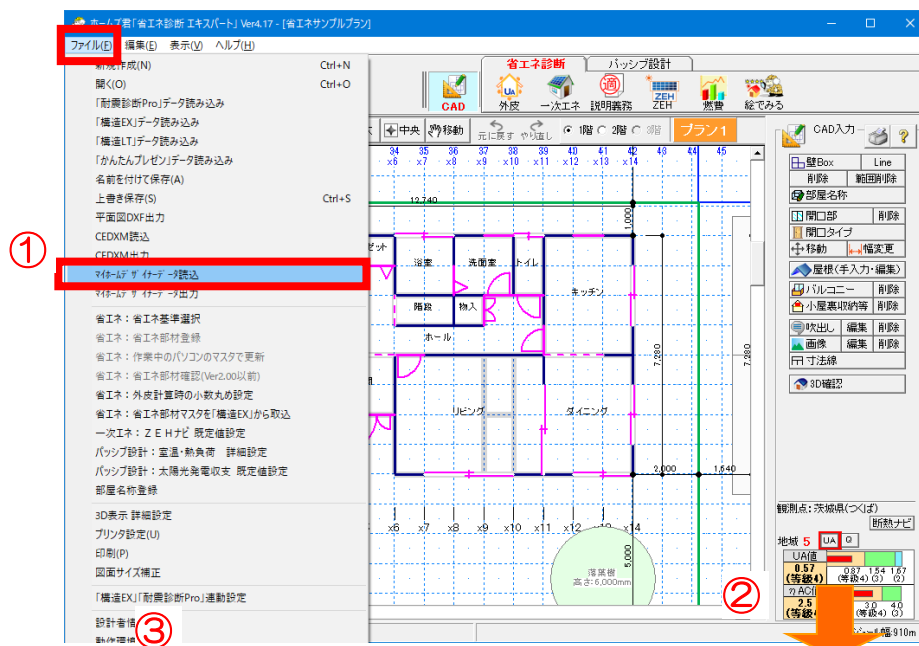 ホームズ君「省エネ診断 エキスパート」 Ver4.17 - [省エネサンプルプラン]
ファイル(F) 編集(E) 表示(V) ヘルプ(H)
新規作成(N) Ctrl+N
開く(O) Ctrl+O
「耐震診断Pro」データ読み込み
「構造EX」データ読み込み
「構造LT」データ読み込み
「かんたんプレゼン」データ読み込み
名前を付けて保存(A)
上書き保存(S) Ctrl+S
平面図DXF出力
CEDXM読込
CEDXM出力
①
マイホームデザイナーデータ読込
マイホームデザイナーデータ出力
省エネ：省エネ基準選択
省エネ：省エネ部材登録
省エネ：作業中のパソコンのマスタで更新
省エネ：省エネ部材確認(Ver2.00以前)
省エネ：外皮計算時の小数丸め設定
省エネ：省エネ部材マスタを「構造EX」から取込
一次エネ：ＺＥＨナビ 既定値設定
パッシブ設計：室温・熱負荷 詳細設定
パッシブ設計：太陽光発電収支 既定値設定
部屋名称登録
3D表示 詳細設定
プリンタ設定(U)
印刷(P)
図面サイズ補正
「構造EX」「耐震診断Pro」連動設定
設計者情
動作環境
③
省エネ診断 パッシブ設計
CAD 外皮 一次エネ 説明義務 ZEH 燃費 絵でみる
中央 移動 元に戻す やり直し 1階 2階 3階 プラン1
34 35 36 37 38 39 40 41 42 43 44 45
x6 x7 x8 x9 x10 x11 x12 x13 x14
12,740
1,000
浴室 洗面室 トイレ
キッチン
階段 物入
ホール
7,280 7,280
リビング ダイニング
2,000 1,640
x6 x7 x8 x9 x10 x11 x12 x14
5,000
落葉樹
高さ:6,000mm
②
CAD入力
壁Box Line
削除 範囲削除
部屋名称
開口部 削除
開口タイプ
移動 幅変更
屋根(手入力・編集)
バルコニー 削除
小屋裏収納等 削除
吹出し 編集 削除
画像 編集 削除
寸法線
3D確認
観測点:茨城県(つくば)
断熱ナビ
地域 5 UA Q
UA値
0.57 0.87 1.54 1.67
(等級4) (等級4) (3) (2)
ηAC値
2.5 3.0 4.0
(等級4) (等級4) (3)
幅:910m